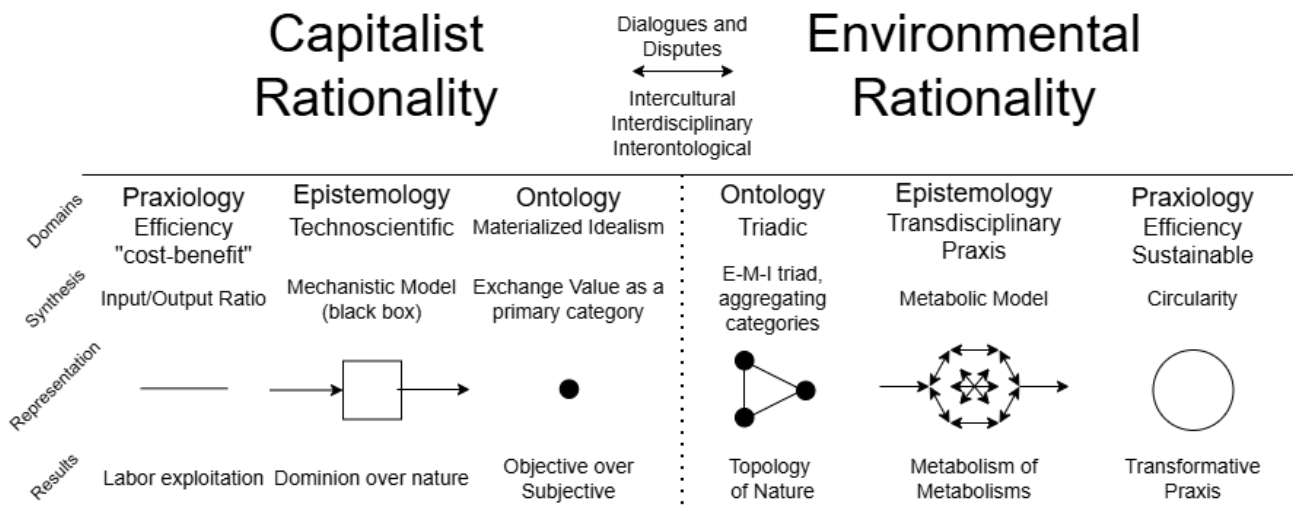 Capitalist
Rationality
Dialogues and
Disputes
Intercultural
Interdisciplinary
Interontological
Environmental
Rationality
Domains
Praxiology
Efficiency
"cost-benefit"
Epistemology
Technoscientific
Ontology
Materialized Idealism
Ontology
Triadic
Epistemology
Transdisciplinary
Praxis
Praxiology
Efficiency
Sustainable
Synthesis
Input/Output Ratio
Mechanistic Model
(black box)
Exchange Value as a
primary category
E-M-I triad,
aggregating
categories
Metabolic Model
Circularity
Representation
Results
Labor exploitation
Dominion over nature
Objective over
Subjective
Topology
of Nature
Metabolism of
Metabolisms
Transformative
Praxis